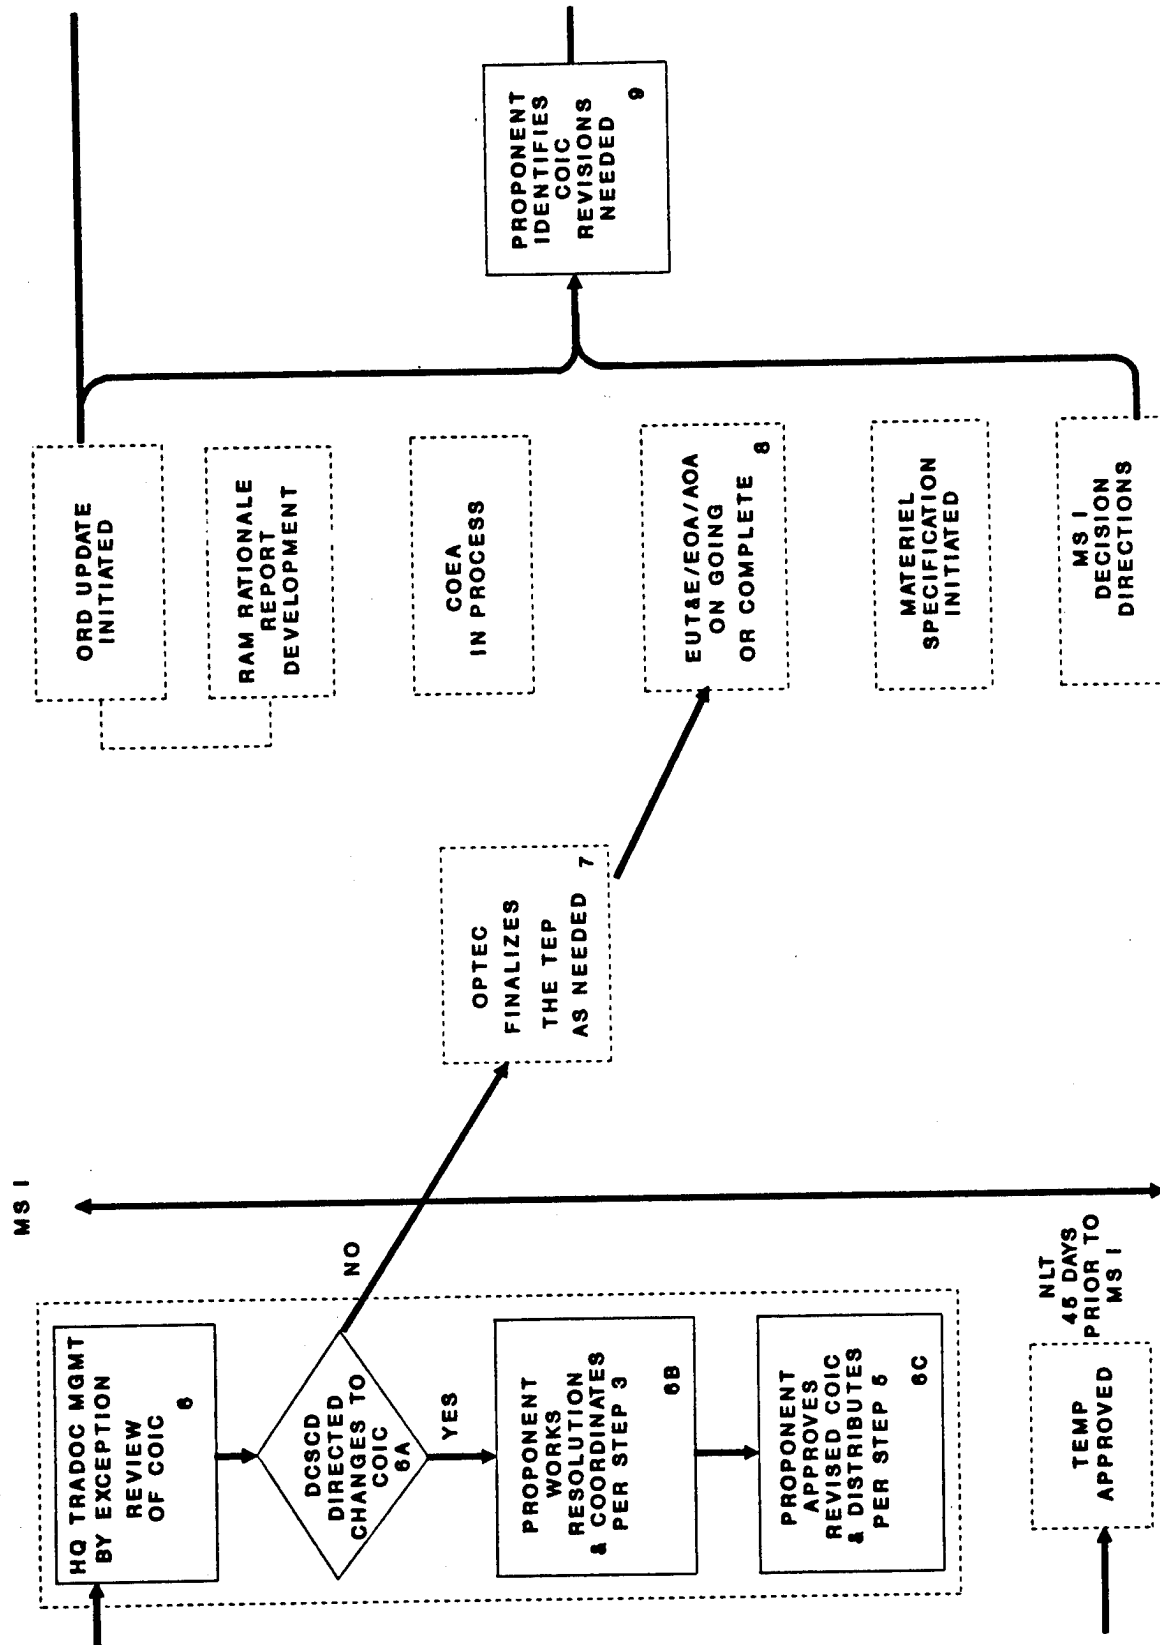 MS I
HQ TRADOC MGMT
BY EXCEPTION
REVIEW
OF COIC
6
DCSCD
DIRECTED
CHANGES TO
COIC
6A
NO
YES
PROPONENT
WORKS
RESOLUTION
& COORDINATES
PER STEP 3
6B
PROPONENT
APPROVES
REVISED COIC
& DISTRIBUTES
PER STEP 5
6C
TEMP
APPROVED
NLT
45 DAYS
PRIOR TO
MS I
OPTEC
FINALIZES
THE TEP
AS NEEDED
7
ORD UPDATE
INITIATED
RAM RATIONALE
REPORT
DEVELOPMENT
COEA
IN PROCESS
EUT&E/EOA/AOA
ON GOING
OR COMPLETE
8
MATERIEL
SPECIFICATION
INITIATED
MS I
DECISION
DIRECTIONS
PROPONENT
IDENTIFIES
COIC
REVISIONS
NEEDED
9